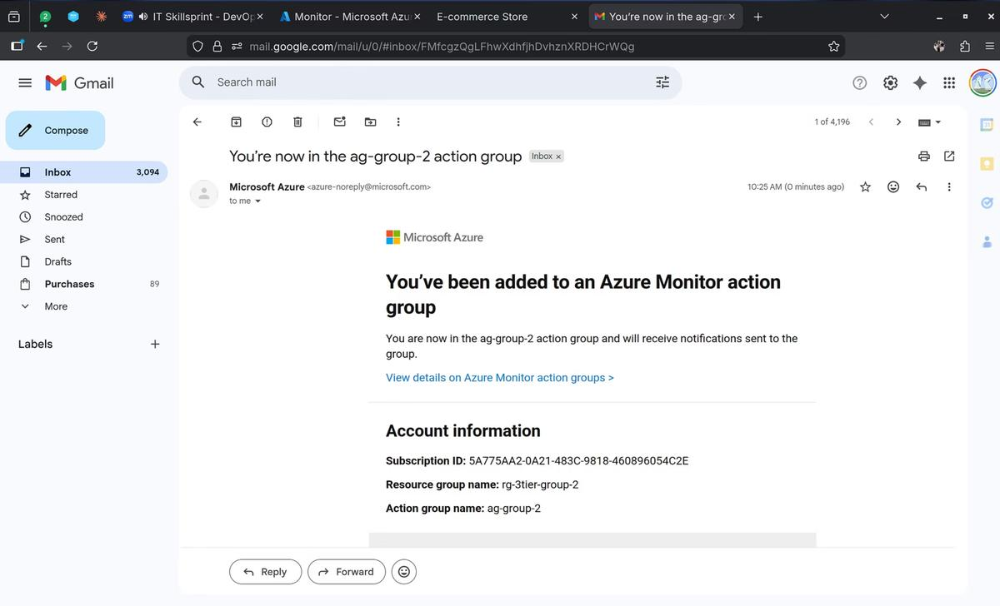 2
zm
IT Skillsprint - DevOp
Monitor - Microsoft Azu
E-commerce Store
You're now in the ag-gro
mail.google.com/mail/u/0/#inbox/FMfcgzQgLFhwXdhfjhDvhznXRDHCrWQg
Gmail
Search mail
Compose
1 of 4,196
You're now in the ag-group-2 action group
Inbox ×
Inbox 3,094
Microsoft Azure <azure-noreply@microsoft.com>
10:25 AM (0 minutes ago)
to me
Starred
Snoozed
Sent
Drafts
Purchases 89
More
Labels
31
Microsoft Azure
You've been added to an Azure Monitor action
group
You are now in the ag-group-2 action group and will receive notifications sent to the
group.
View details on Azure Monitor action groups >
Account information
Subscription ID: 5A775AA2-0A21-483C-9818-460896054C2E
Resource group name: rg-3tier-group-2
Action group name: ag-group-2
Reply
Forward